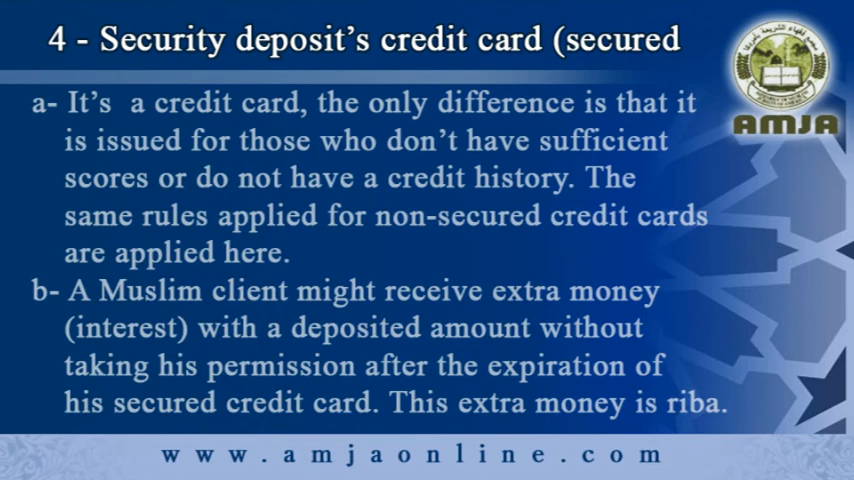 4 - Security deposit's credit card (secured
a- It's a credit card, the only difference is that it
is issued for those who don't have sufficient
scores or do not have a credit history. The
same rules applied for non-secured credit cards
are applied here.
b- A Muslim client might receive extra money
(interest) with a deposited amount without
taking his permission after the expiration of
his secured credit card. This extra money is riba.
AMJA
www.amjaonline.com